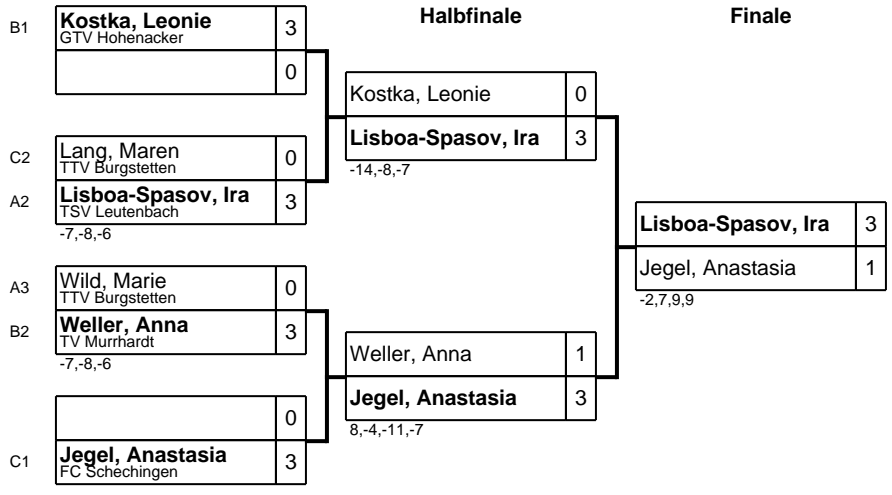 Halbfinale
Finale
B1
Kostka, Leonie 3
GTV Hohenacker
0
C2
Lang, Maren 0
TTV Burgstetten
A2
Lisboa-Spasov, Ira 3
TSV Leutenbach
-7,-8,-6
A3
Wild, Marie 0
TTV Burgstetten
B2
Weller, Anna 3
TV Murrhardt
-7,-8,-6
0
C1
Jegel, Anastasia 3
FC Schechingen
Kostka, Leonie 0
Lisboa-Spasov, Ira 3
-14,-8,-7
Weller, Anna 1
Jegel, Anastasia 3
8,-4,-11,-7
Lisboa-Spasov, Ira 3
Jegel, Anastasia 1
-2,7,9,9